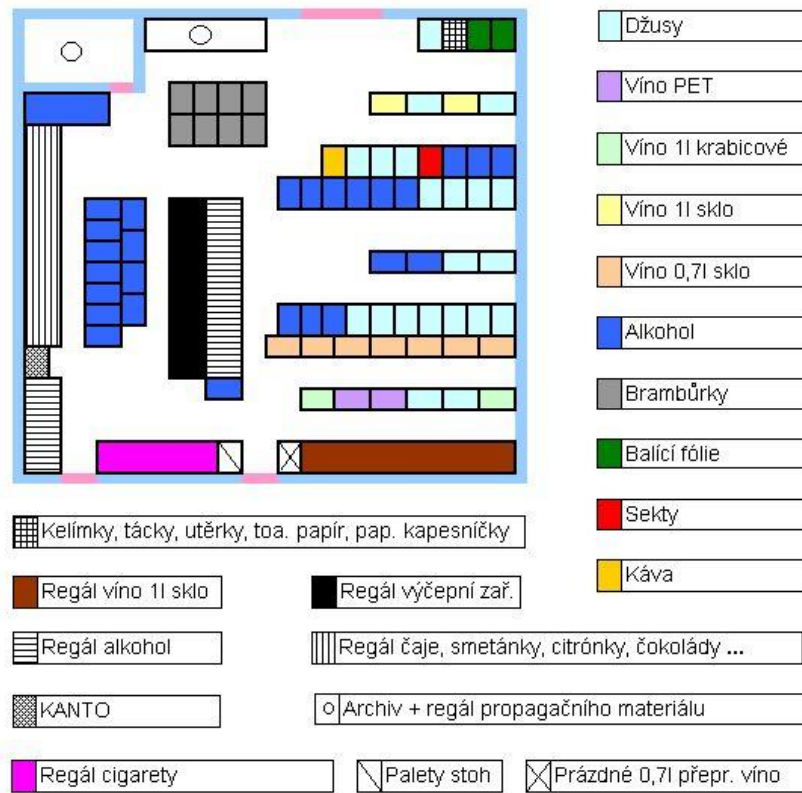 Džusy
Víno PET
Víno 1l krabicové
Víno 1l sklo
Víno 0,7l sklo
Alkohol
Brambůrky
Balící fólie
Sekty
Káva
Kelímky, tácky, utěrky, toa. papír, pap. kapesníčky
Regál víno 1l sklo
Regál výčepní zař.
Regál alkohol
Regál čaje, smetánky, citrónky, čokolády ...
KANTO
Archiv + regál propagačního materiálu
Regál cigarety
Palety stoh
Prázdné 0,7l přepr. víno